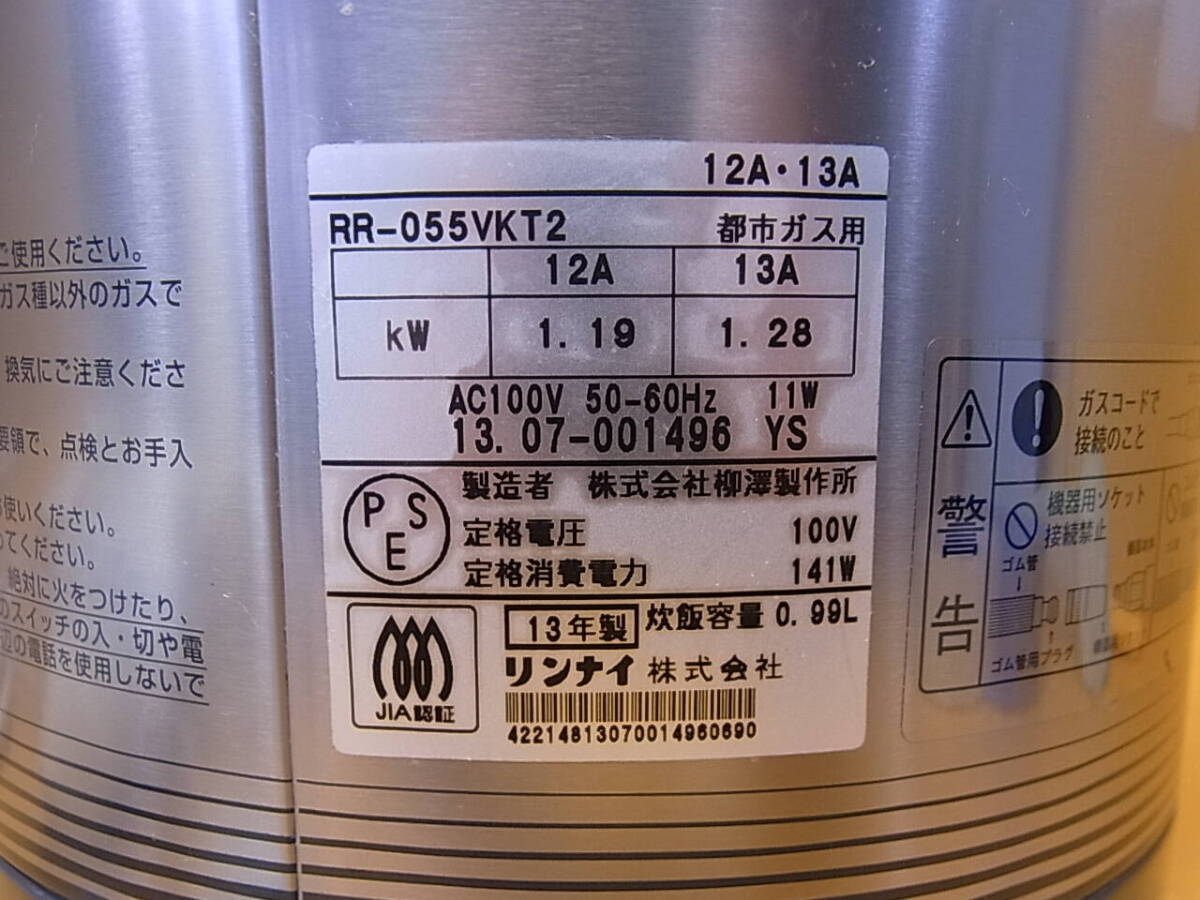 ご使用ください。
ガス種以外のガスで
換気にご注意くださ
要領で、点検とお手入
使いください。
てください。
絶対に火をつけたり、
のスイッチの入・切や電
辺の電話を使用しないで
12A・13A
RR-055VKT2 都市ガス用
12A 13A
kW 1.19 1.28
AC100V 50-60Hz 11W
13.07-001496 YS
PSE
製造者 株式会社柳澤製作所
定格電圧 100V
定格消費電力 141W
JIA認証
13年製 炊飯容量 0.99L
リンナイ株式会社
42214813070014960690
警告
ガスコードで
接続のこと
機器用ソケット
接続禁止
ゴム管
ゴム管用プラグ